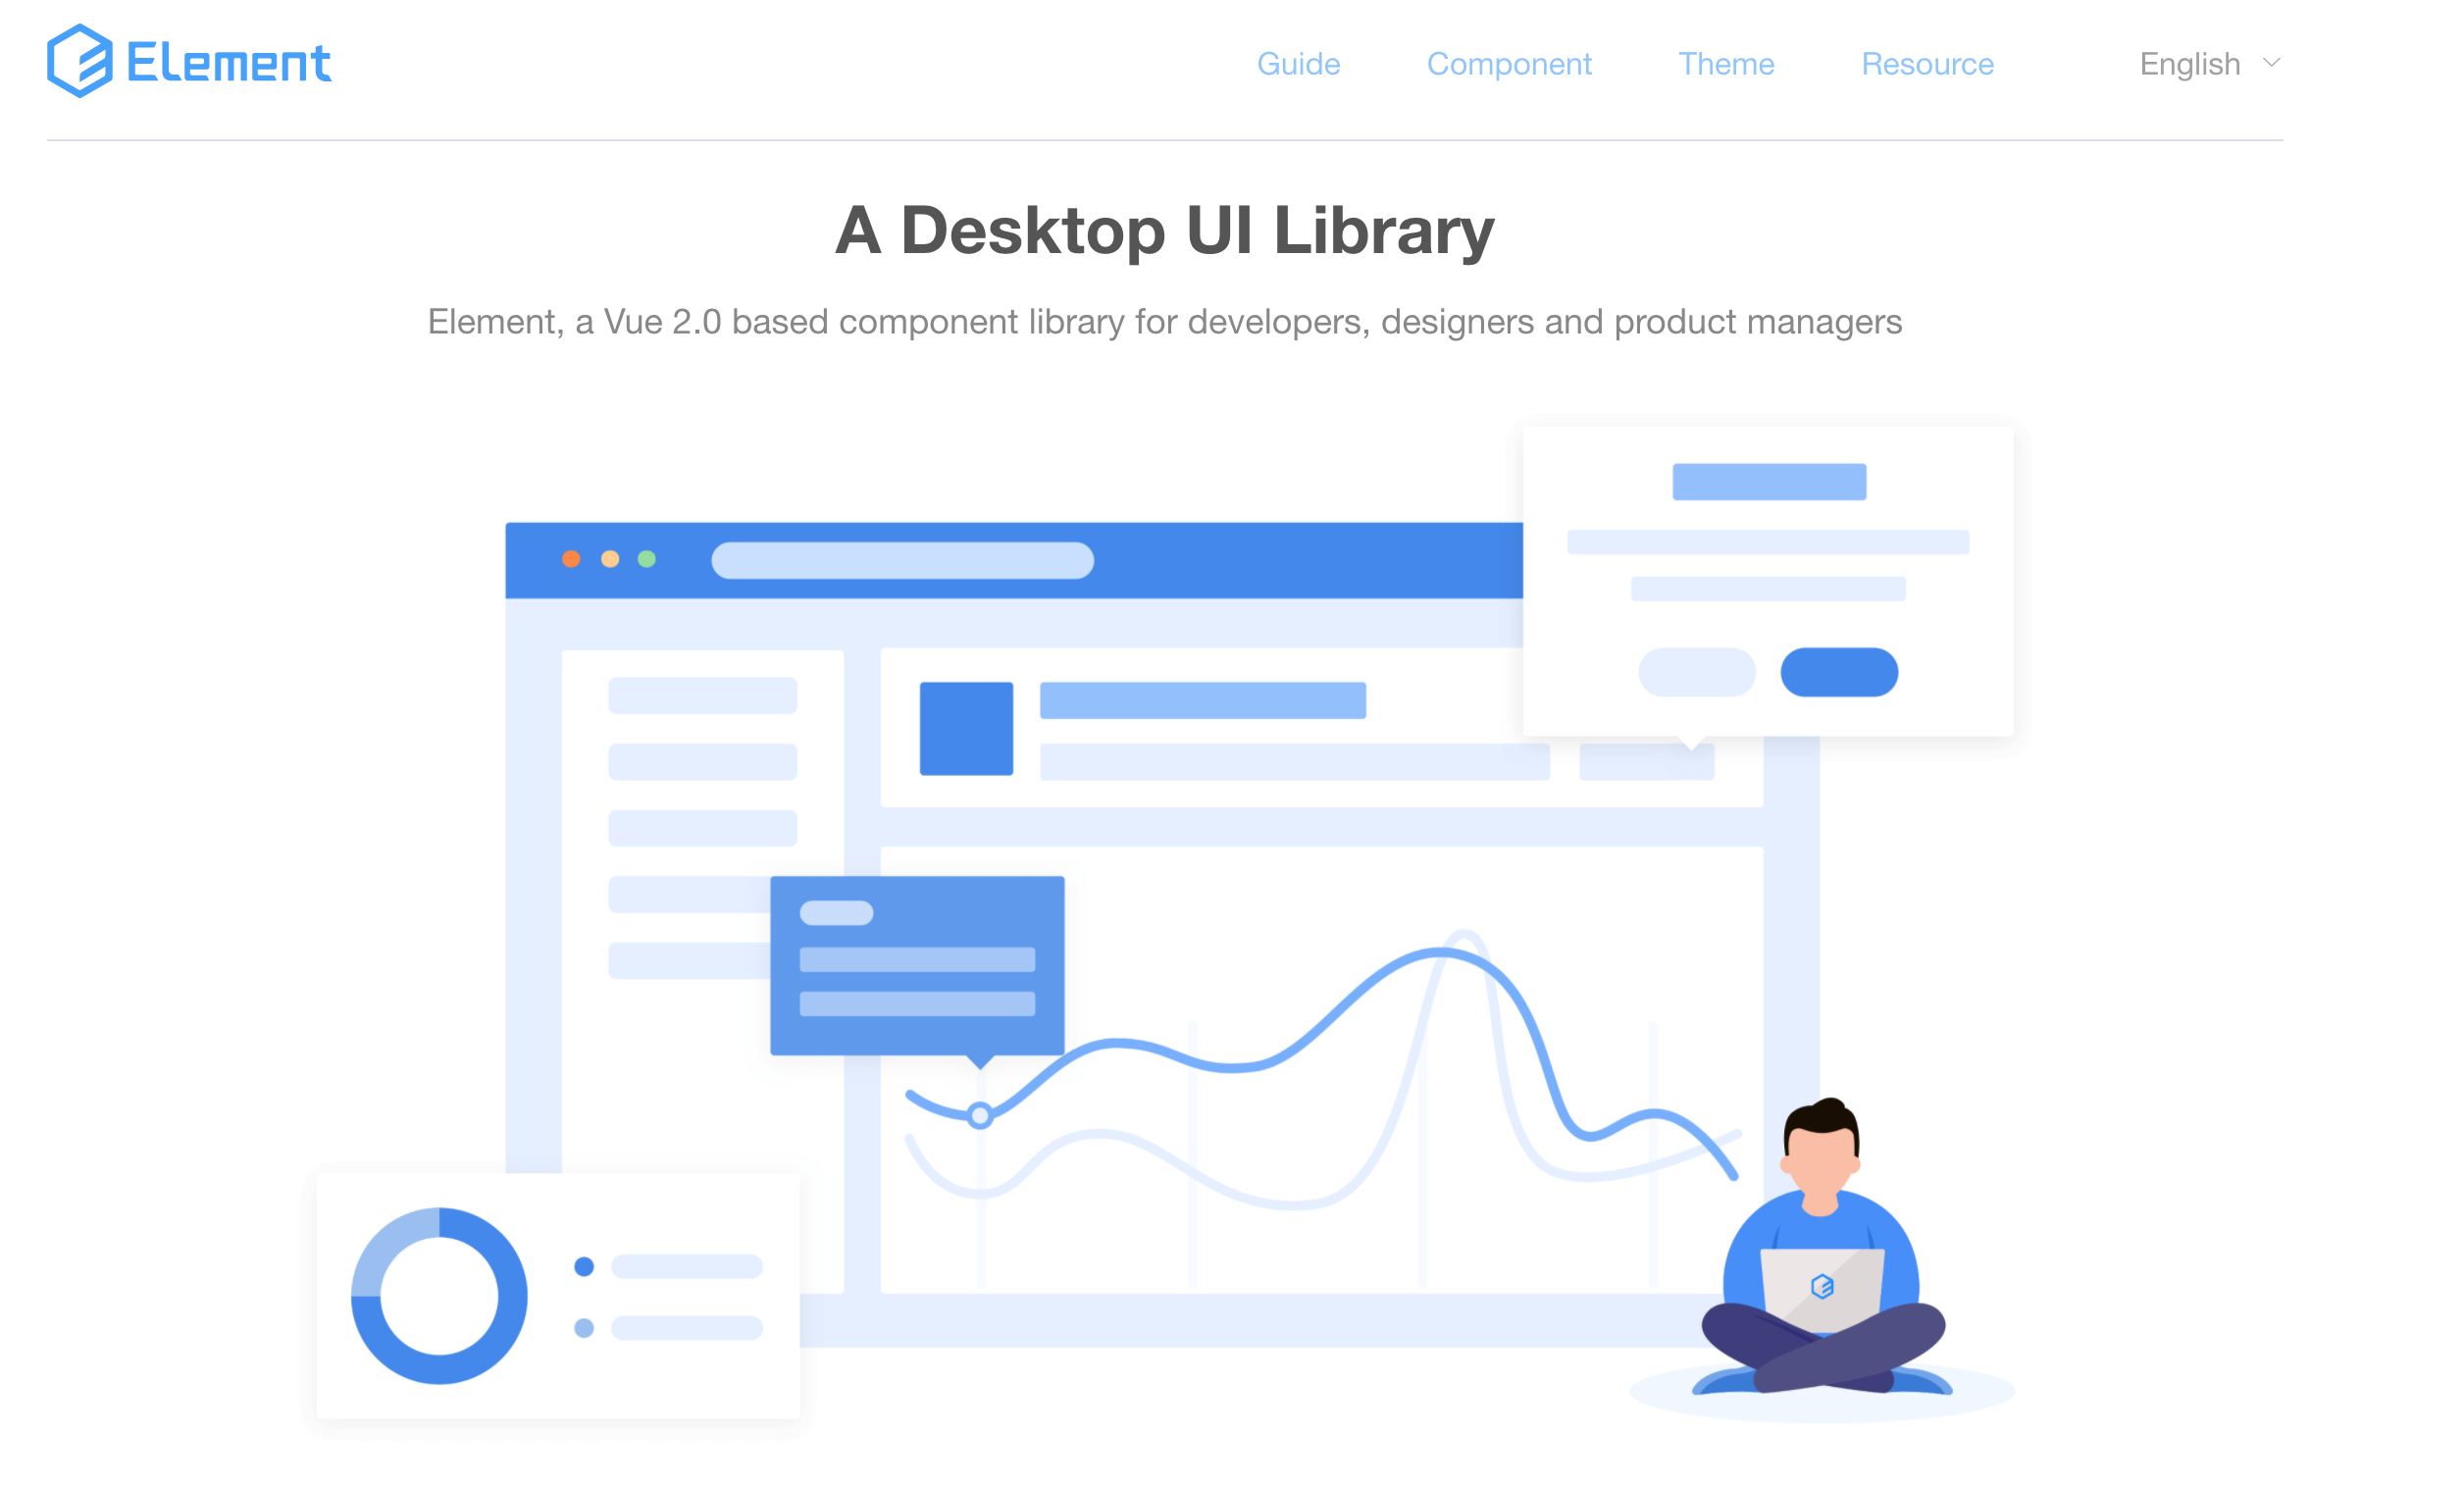 Element
Guide Component Theme Resource English
A Desktop UI Library
Element, a Vue 2.0 based component library for developers, designers and product managers